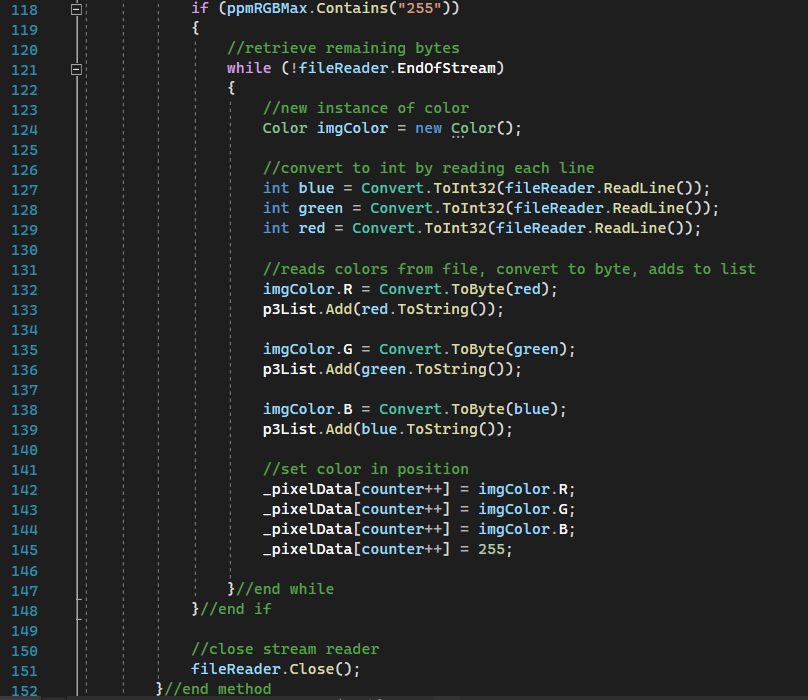 118 if (ppmRGBMax.Contains("255"))
119 {
120 //retrieve remaining bytes
121 while (!fileReader.EndOfStream)
122 {
123 //new instance of color
124 Color imgColor = new Color();
125
126 //convert to int by reading each line
127 int blue = Convert.ToInt32(fileReader.ReadLine());
128 int green = Convert.ToInt32(fileReader.ReadLine());
129 int red = Convert.ToInt32(fileReader.ReadLine());
130
131 //reads colors from file, convert to byte, adds to list
132 imgColor.R = Convert.ToByte(red);
133 p3List.Add(red.ToString());
134
135 imgColor.G = Convert.ToByte(green);
136 p3List.Add(green.ToString());
137
138 imgColor.B = Convert.ToByte(blue);
139 p3List.Add(blue.ToString());
140
141 //set color in position
142 _pixelData[counter++] = imgColor.R;
143 _pixelData[counter++] = imgColor.G;
144 _pixelData[counter++] = imgColor.B;
145 _pixelData[counter++] = 255;
146
147 }//end while
148 }//end if
149
150 //close stream reader
151 fileReader.Close();
152 }//end method